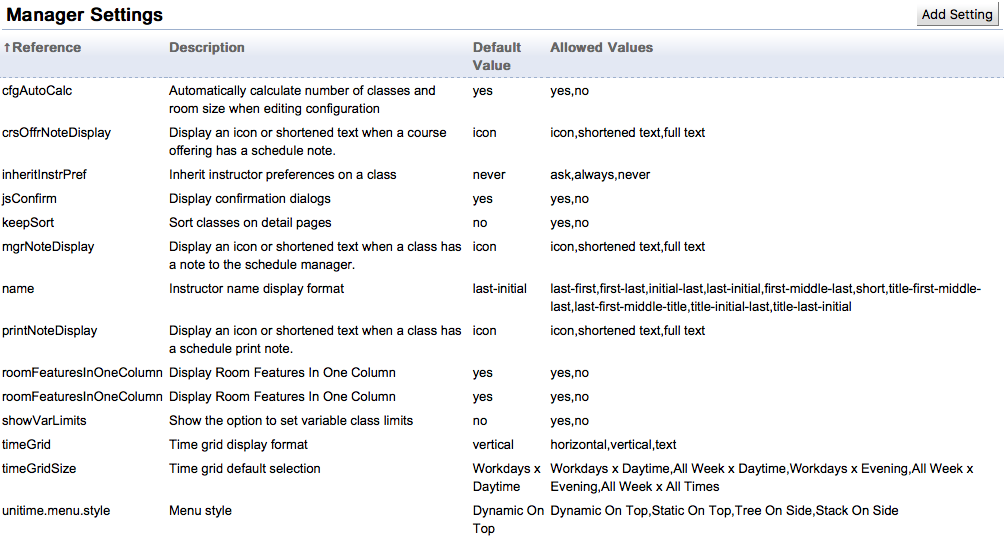 Manager Settings Add Setting
↑Reference Description Default Value Allowed Values
cfgAutoCalc Automatically calculate number of classes and yes yes,no
room size when editing configuration
crsOffrNoteDisplay Display an icon or shortened text when a course icon icon,shortened text,full text
offering has a schedule note.
inheritInstrPref Inherit instructor preferences on a class never ask,always,never
jsConfirm Display confirmation dialogs yes yes,no
keepSort Sort classes on detail pages no yes,no
mgrNoteDisplay Display an icon or shortened text when a class has icon icon,shortened text,full text
a note to the schedule manager.
name Instructor name display format last-initial last-first,first-last,initial-last,last-initial,first-middle-last,short,title-first-middle-
last,last-first-middle-title,title-initial-last,title-last-initial
printNoteDisplay Display an icon or shortened text when a class has icon icon,shortened text,full text
a schedule print note.
roomFeaturesInOneColumn Display Room Features In One Column yes yes,no
roomFeaturesInOneColumn Display Room Features In One Column yes yes,no
showVarLimits Show the option to set variable class limits no yes,no
timeGrid Time grid display format vertical horizontal,vertical,text
timeGridSize Time grid default selection Workdays x Workdays x Daytime,All Week x Daytime,Workdays x Evening,All Week x
Daytime Evening,All Week x All Times
unitime.menu.style Menu style Dynamic On Dynamic On Top,Static On Top,Tree On Side,Stack On Side
Top